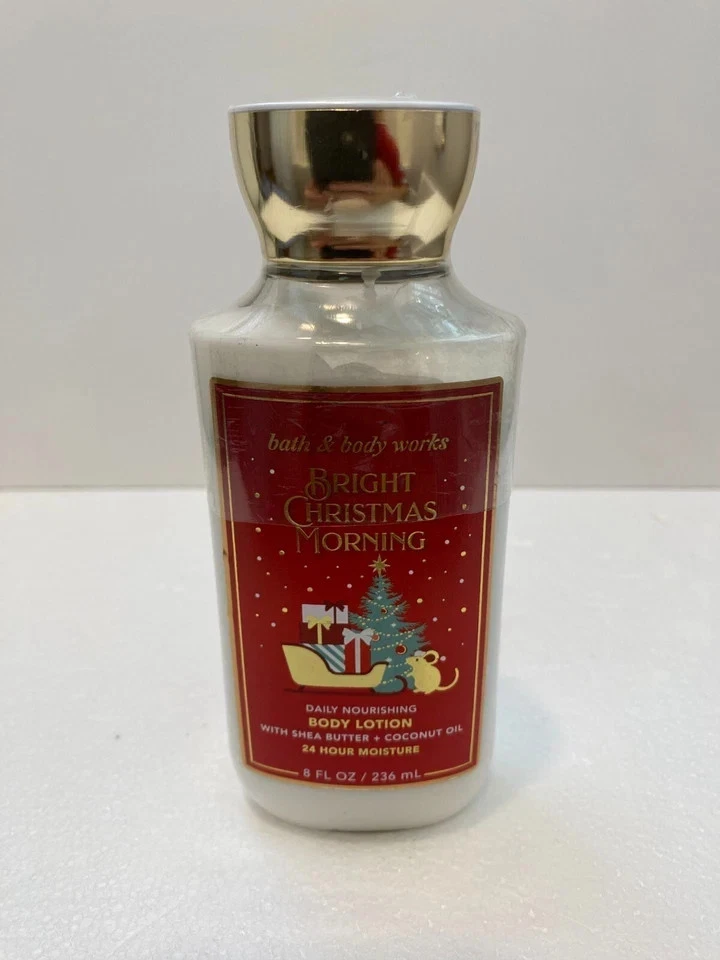 bath & body works
BRIGHT
CHRISTMAS
MORNING
DAILY NOURISHING
BODY LOTION
WITH SHEA BUTTER + COCONUT OIL
24 HOUR MOISTURE
8 FL OZ / 236 mL